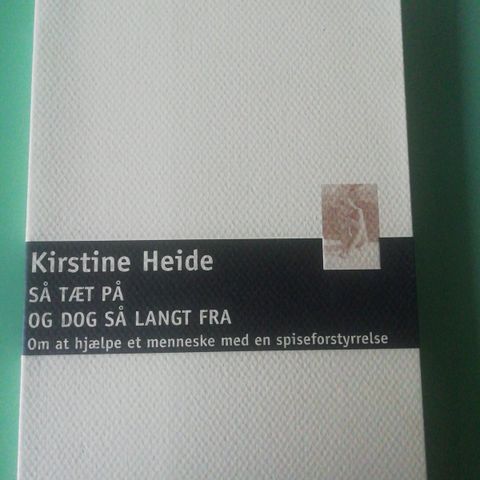 Kirstine Heide
SÅ TÆT PÅ
OG DOG SÅ LANGT FRA
Om at hjælpe et menneske med en spiseforstyrrelse